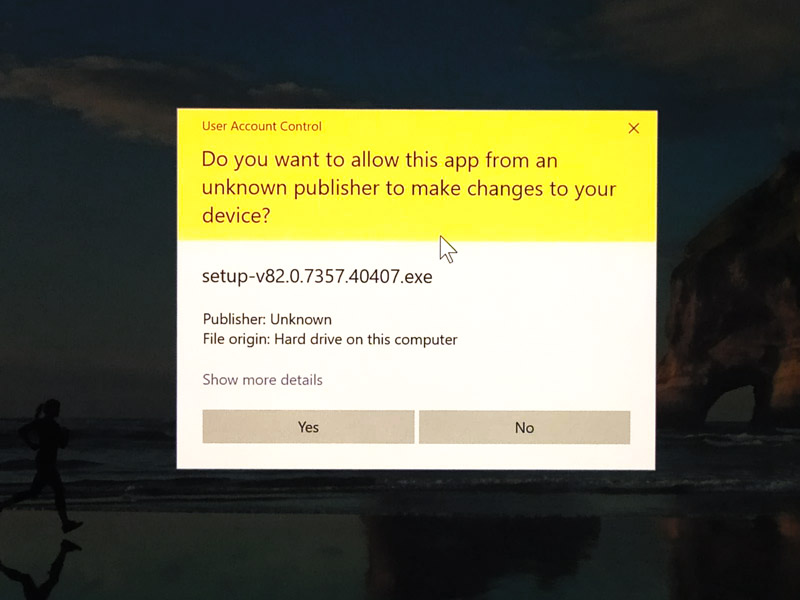 User Account Control
Do you want to allow this app from an
unknown publisher to make changes to your
device?
setup-v82.0.7357.40407.exe
Publisher: Unknown
File origin: Hard drive on this computer
Show more details
Yes
No